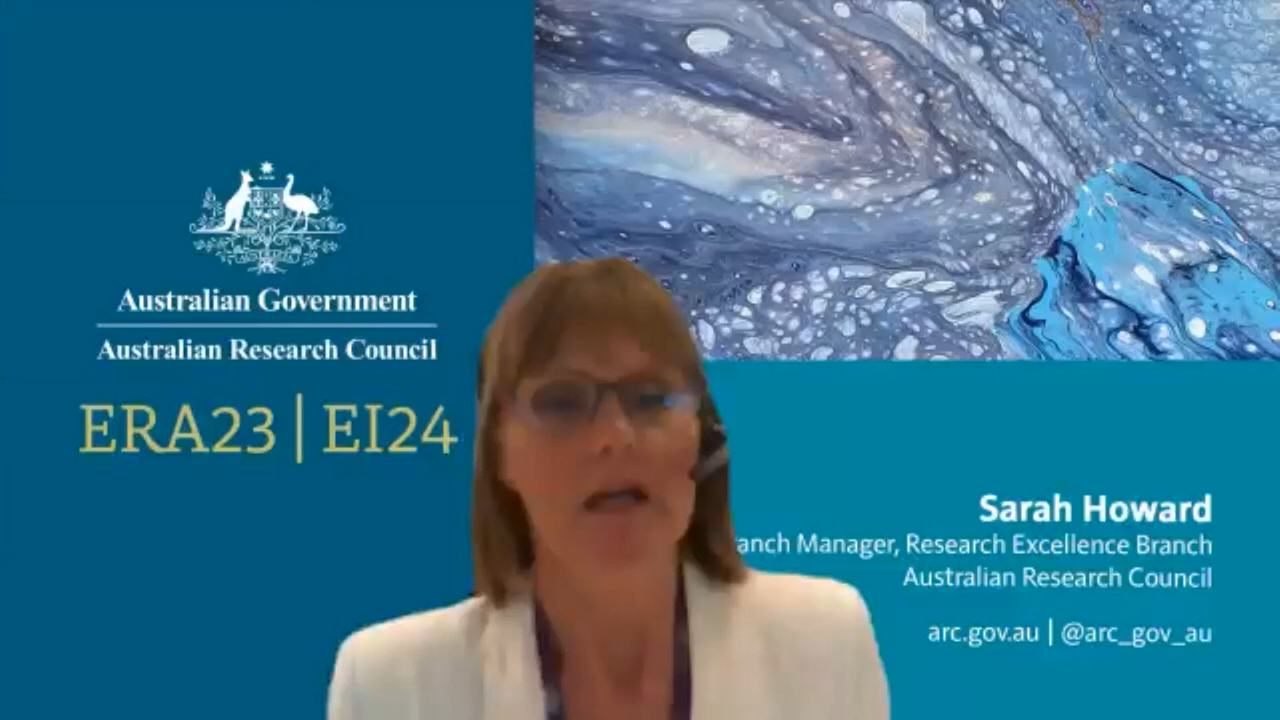 Australian Government
Australian Research Council
ERA23 | EI24
Sarah Howard
Manager, Research Excellence Branch
Australian Research Council
arc.gov.au | @arc_gov_au